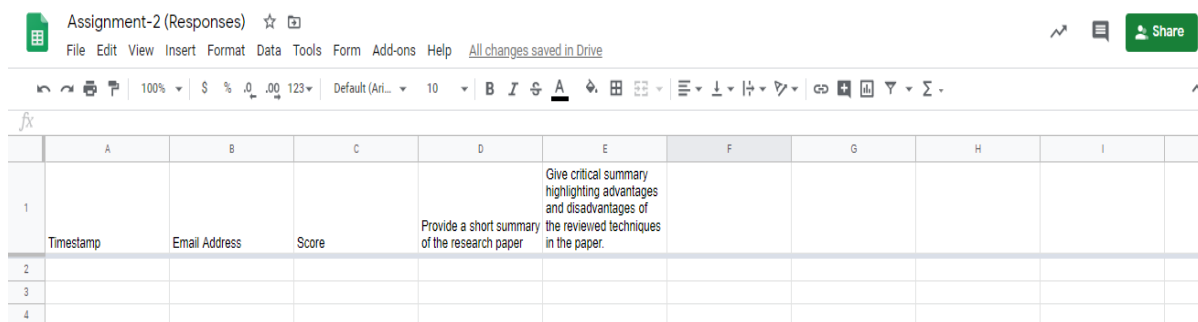 Assignment-2 (Responses)
File Edit View Insert Format Data Tools Form Add-ons Help All changes saved in Drive
Share
100% $ % .0 .00 123 Default (Ari... 10 B I S A
fx
A B C D E F G H I
1
Timestamp
Email Address
Score
Provide a short summary
of the research paper
Give critical summary
highlighting advantages
and disadvantages of
the reviewed techniques
in the paper.
2
3
4